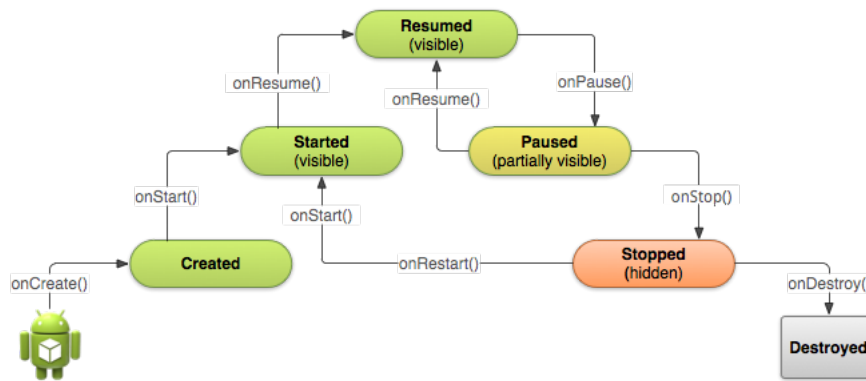 Resumed
(visible)
onResume()
onResume()
onPause()
Started
(visible)
Paused
(partially visible)
onStart()
onStart()
onStop()
Created
onRestart()
Stopped
(hidden)
onCreate()
onDestroy(
Destroyed